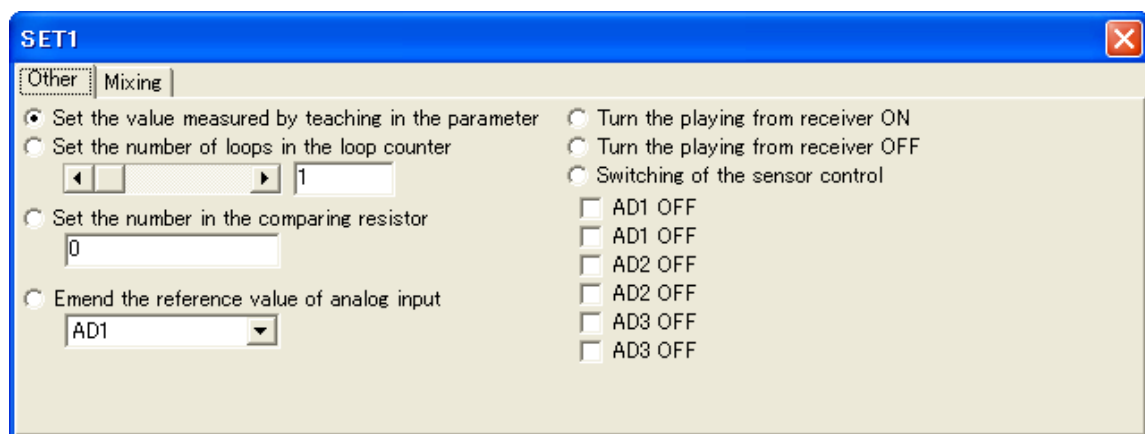 SET1
Other
Mixing
Set the value measured by teaching in the parameter
Set the number of loops in the loop counter
1
Set the number in the comparing resistor
0
Emend the reference value of analog input
AD1
Turn the playing from receiver ON
Turn the playing from receiver OFF
Switching of the sensor control
AD1 OFF
AD1 OFF
AD2 OFF
AD2 OFF
AD3 OFF
AD3 OFF